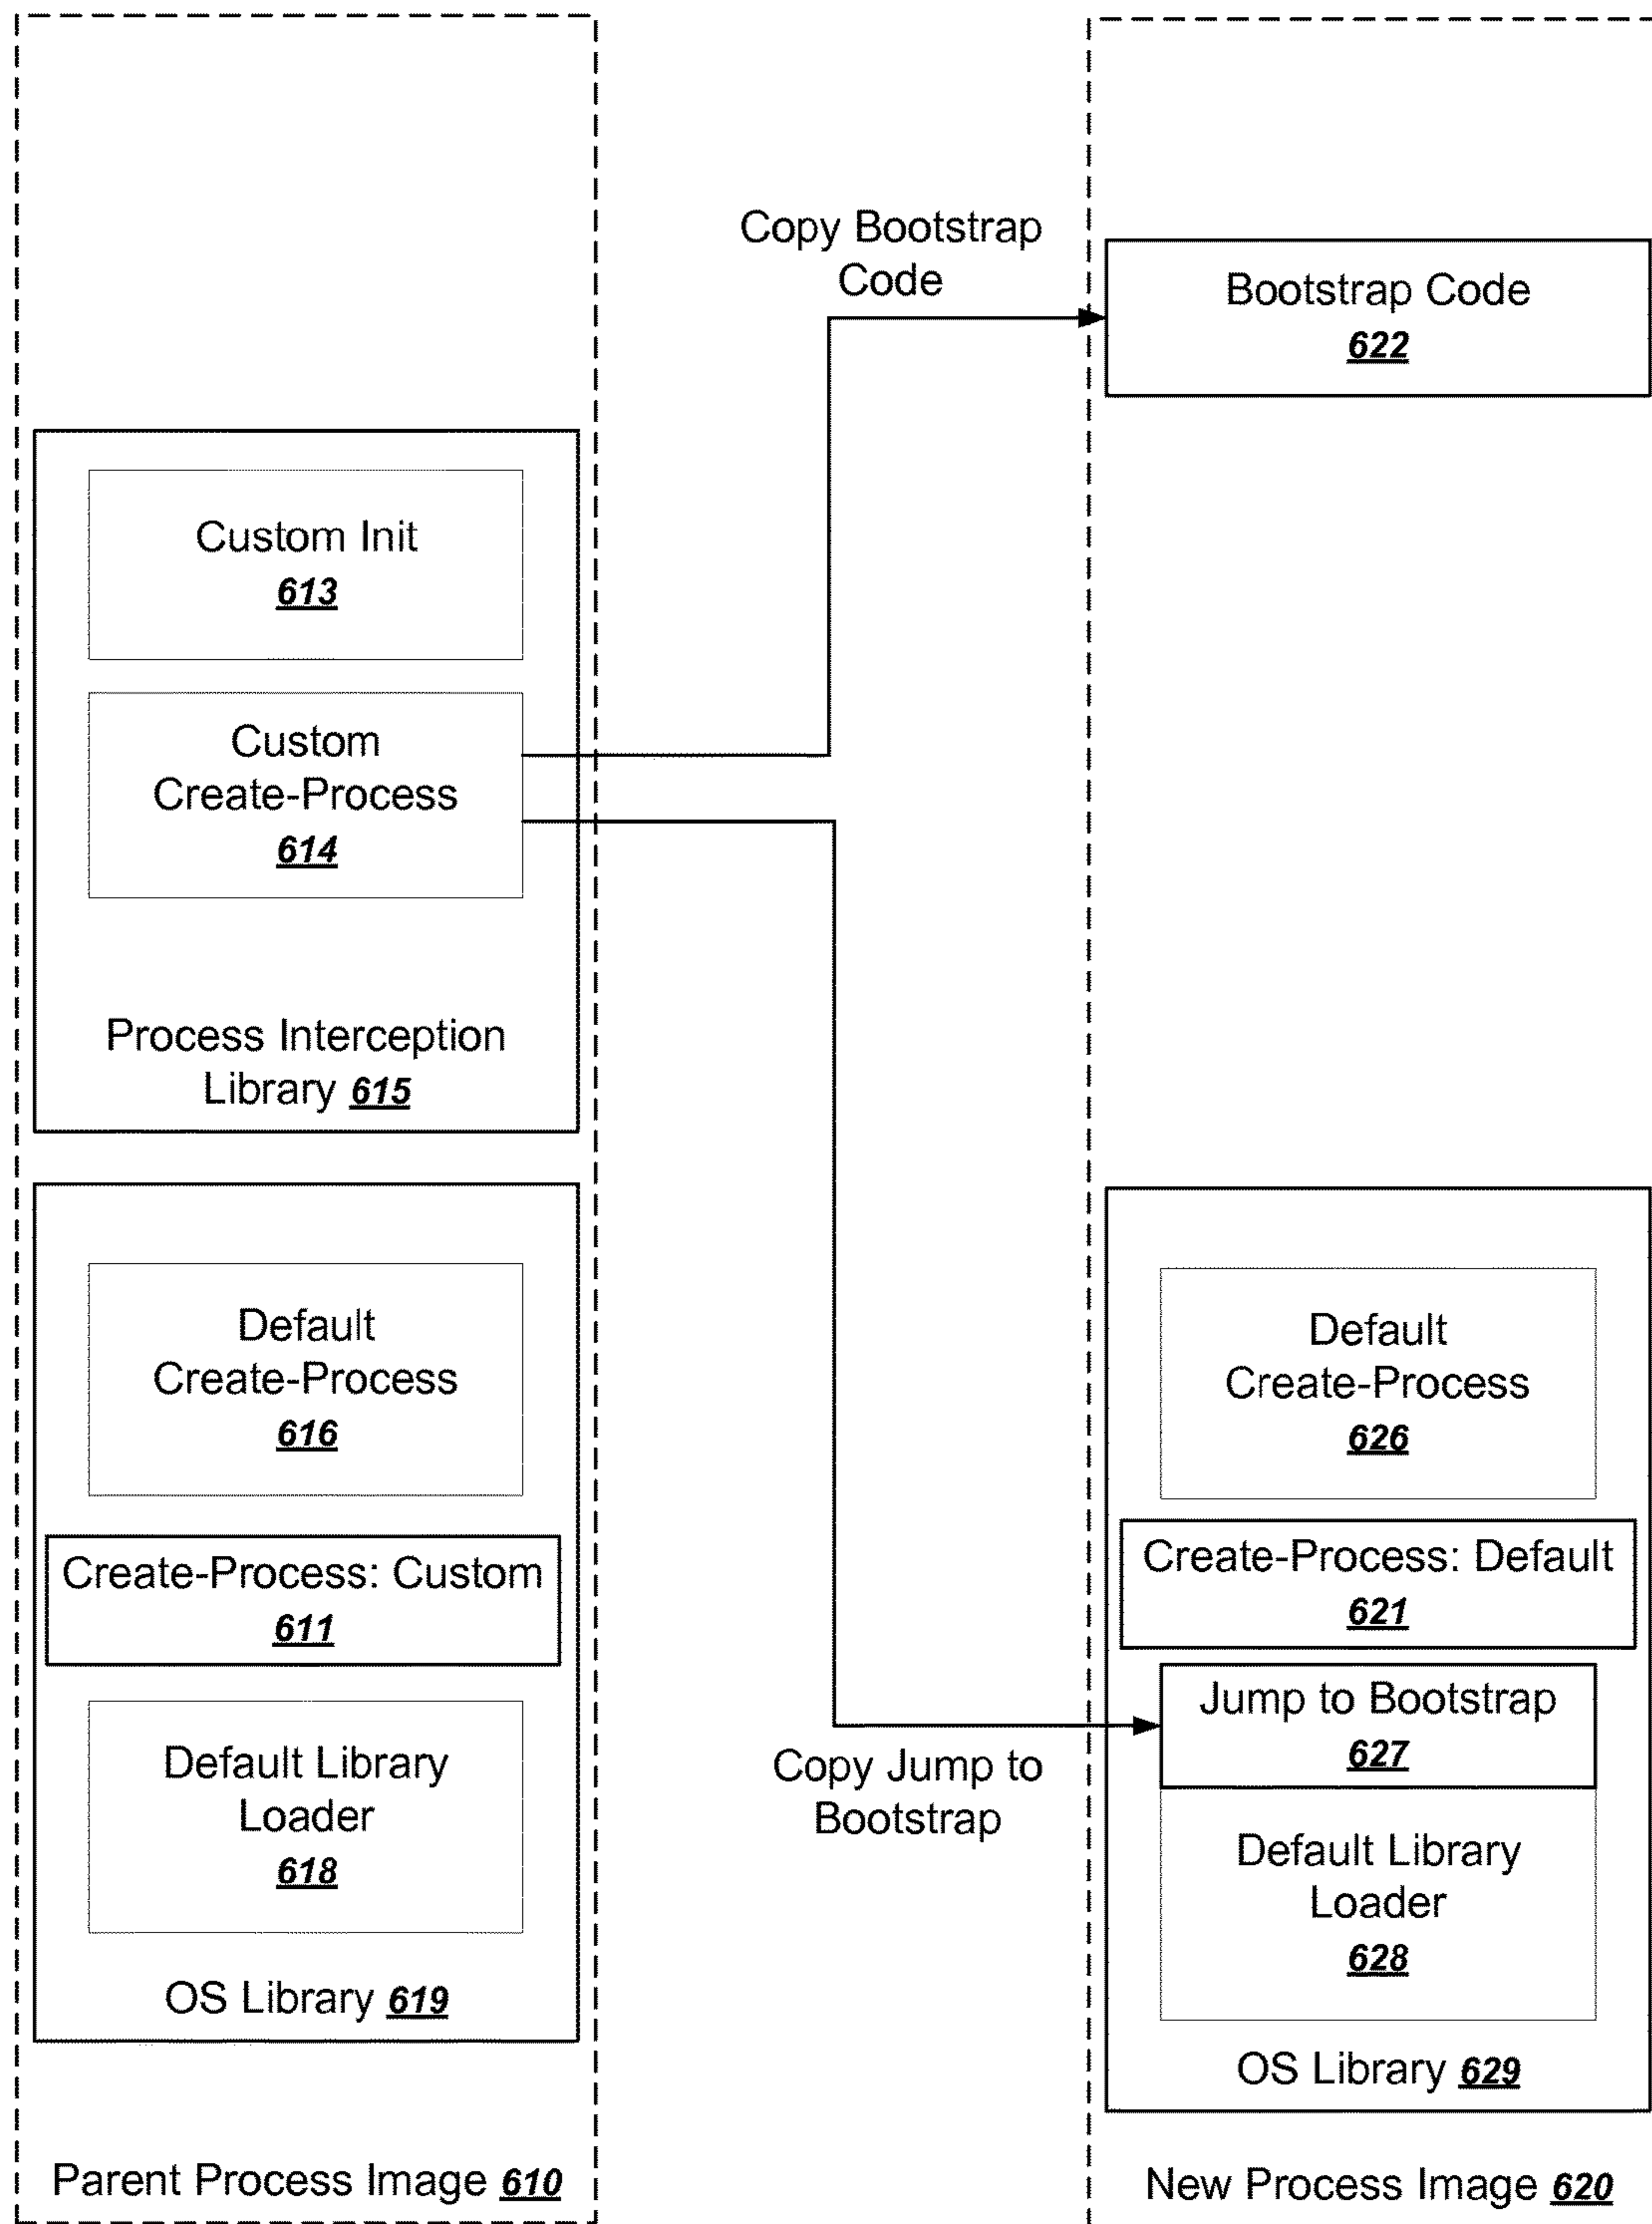 Copy Bootstrap
Code
Bootstrap Code
622
Custom Init
613
Custom
Create-Process
614
Process Interception
Library 615
Default
Create-Process
616
Create-Process: Custom
611
Default Library
Loader
618
OS Library 619
Parent Process Image 610
Copy Jump to
Bootstrap
Default
Create-Process
626
Create-Process: Default
621
Jump to Bootstrap
627
Default Library
Loader
628
OS Library 629
New Process Image 620